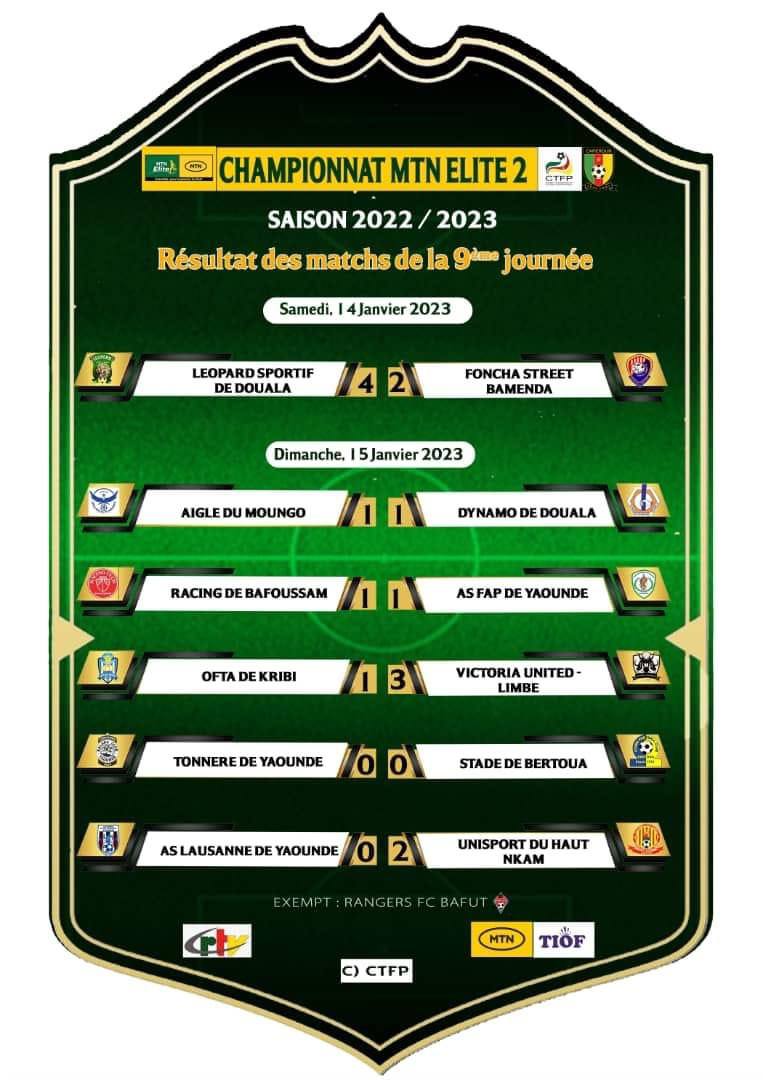 MTN
Elite
MTN
CHAMPIONNAT MTN ELITE 2
CTFP
CAMEROUN
SAISON 2022 / 2023
Résultat des matchs de la 9ème journée
Samedi, 14 Janvier 2023
LEOPARD SPORTIF
DE DOUALA
4
2
FONCHA STREET
BAMENDA
Dimanche, 15 Janvier 2023
AIGLE DU MOUNGO
1
1
DYNAMO DE DOUALA
RACING DE BAFOUSSAM
1
1
AS FAP DE YAOUNDE
OFTA DE KRIBI
1
3
VICTORIA UNITED -
LIMBE
TONNERE DE YAOUNDE
0
0
STADE DE BERTOUA
AS LAUSANNE DE YAOUNDE
0
2
UNISPORT DU HAUT
NKAM
EXEMPT : RANGERS FC BAFUT
crtv
MTN
TIOF
C) CTFP